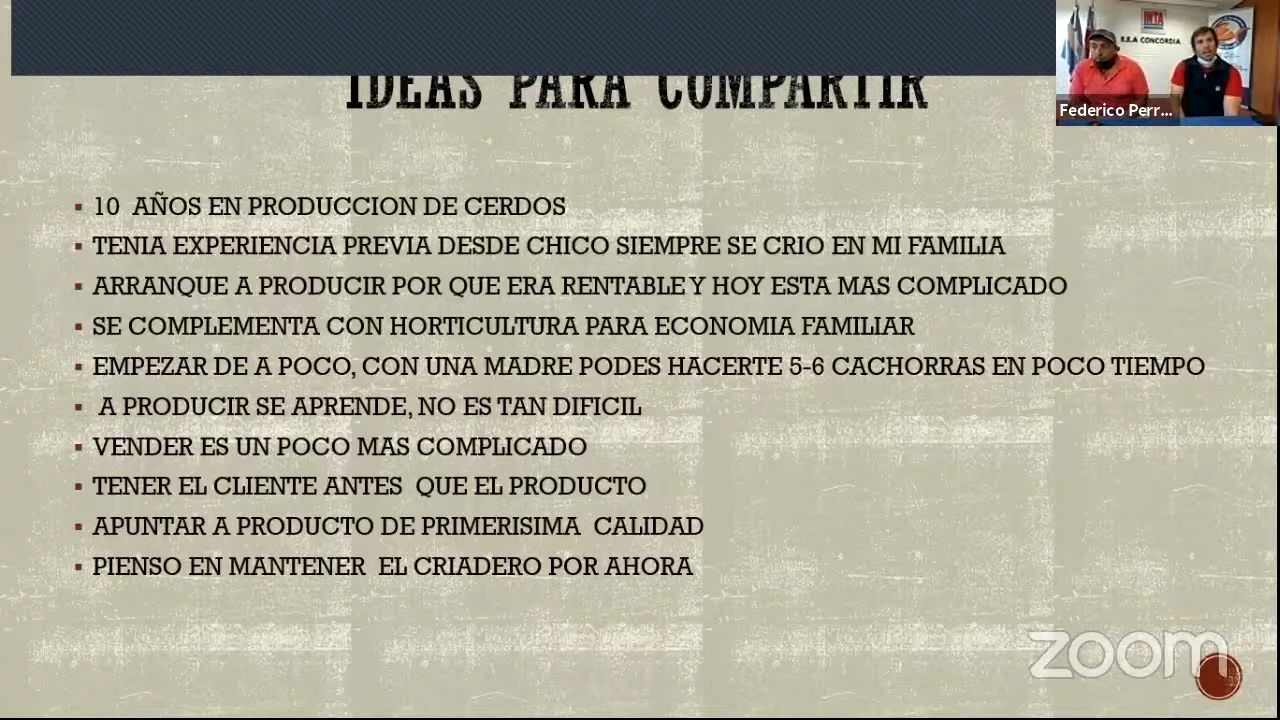 IDEAS PARA COMPARTIR
INTA
E.E.A CONCORDIA
Federico Perr...
10 AÑOS EN PRODUCCION DE CERDOS
TENIA EXPERIENCIA PREVIA DESDE CHICO SIEMPRE SE CRIO EN MI FAMILIA
ARRANQUE A PRODUCIR POR QUE ERA RENTABLE Y HOY ESTA MAS COMPLICADO
SE COMPLEMENTA CON HORTICULTURA PARA ECONOMIA FAMILIAR
EMPEZAR DE A POCO, CON UNA MADRE PODES HACERTE 5-6 CACHORRAS EN POCO TIEMPO
A PRODUCIR SE APRENDE, NO ES TAN DIFICIL
VENDER ES UN POCO MAS COMPLICADO
TENER EL CLIENTE ANTES QUE EL PRODUCTO
APUNTAR A PRODUCTO DE PRIMERISIMA CALIDAD
PIENSO EN MANTENER EL CRIADERO POR AHORA
zoom